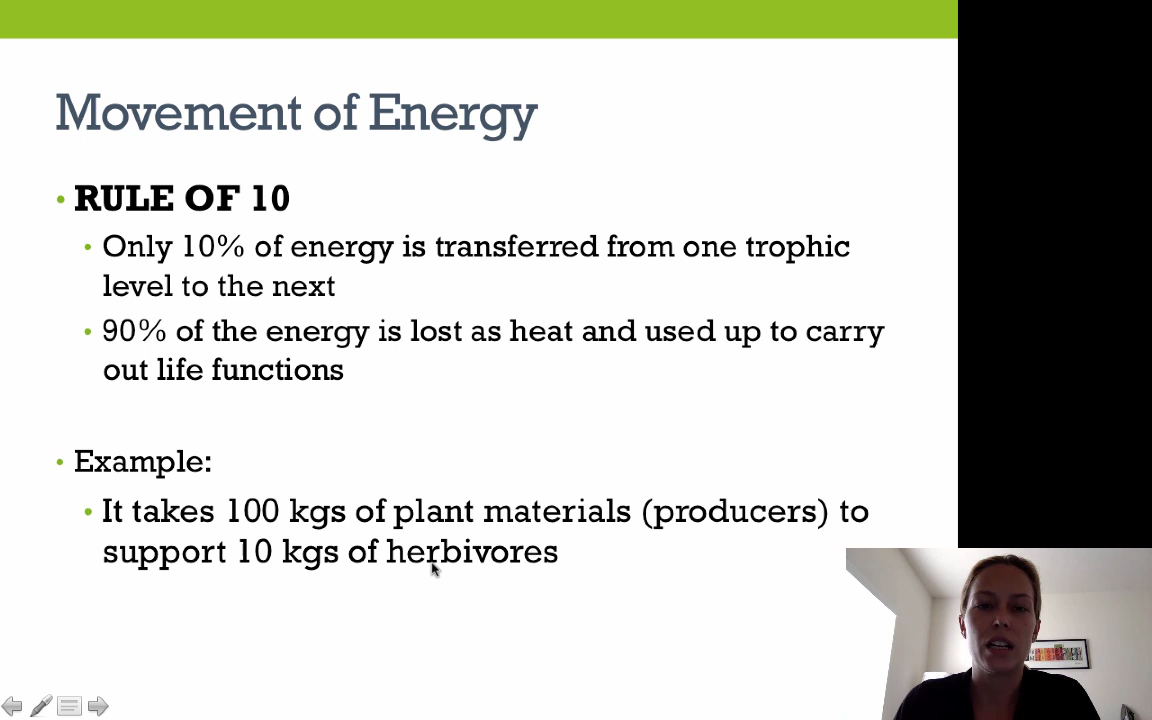 Movement of Energy
• RULE OF 10
• Only 10% of energy is transferred from one trophic
level to the next
• 90% of the energy is lost as heat and used up to carry
out life functions
• Example:
• It takes 100 kgs of plant materials (producers) to
support 10 kgs of herbivores